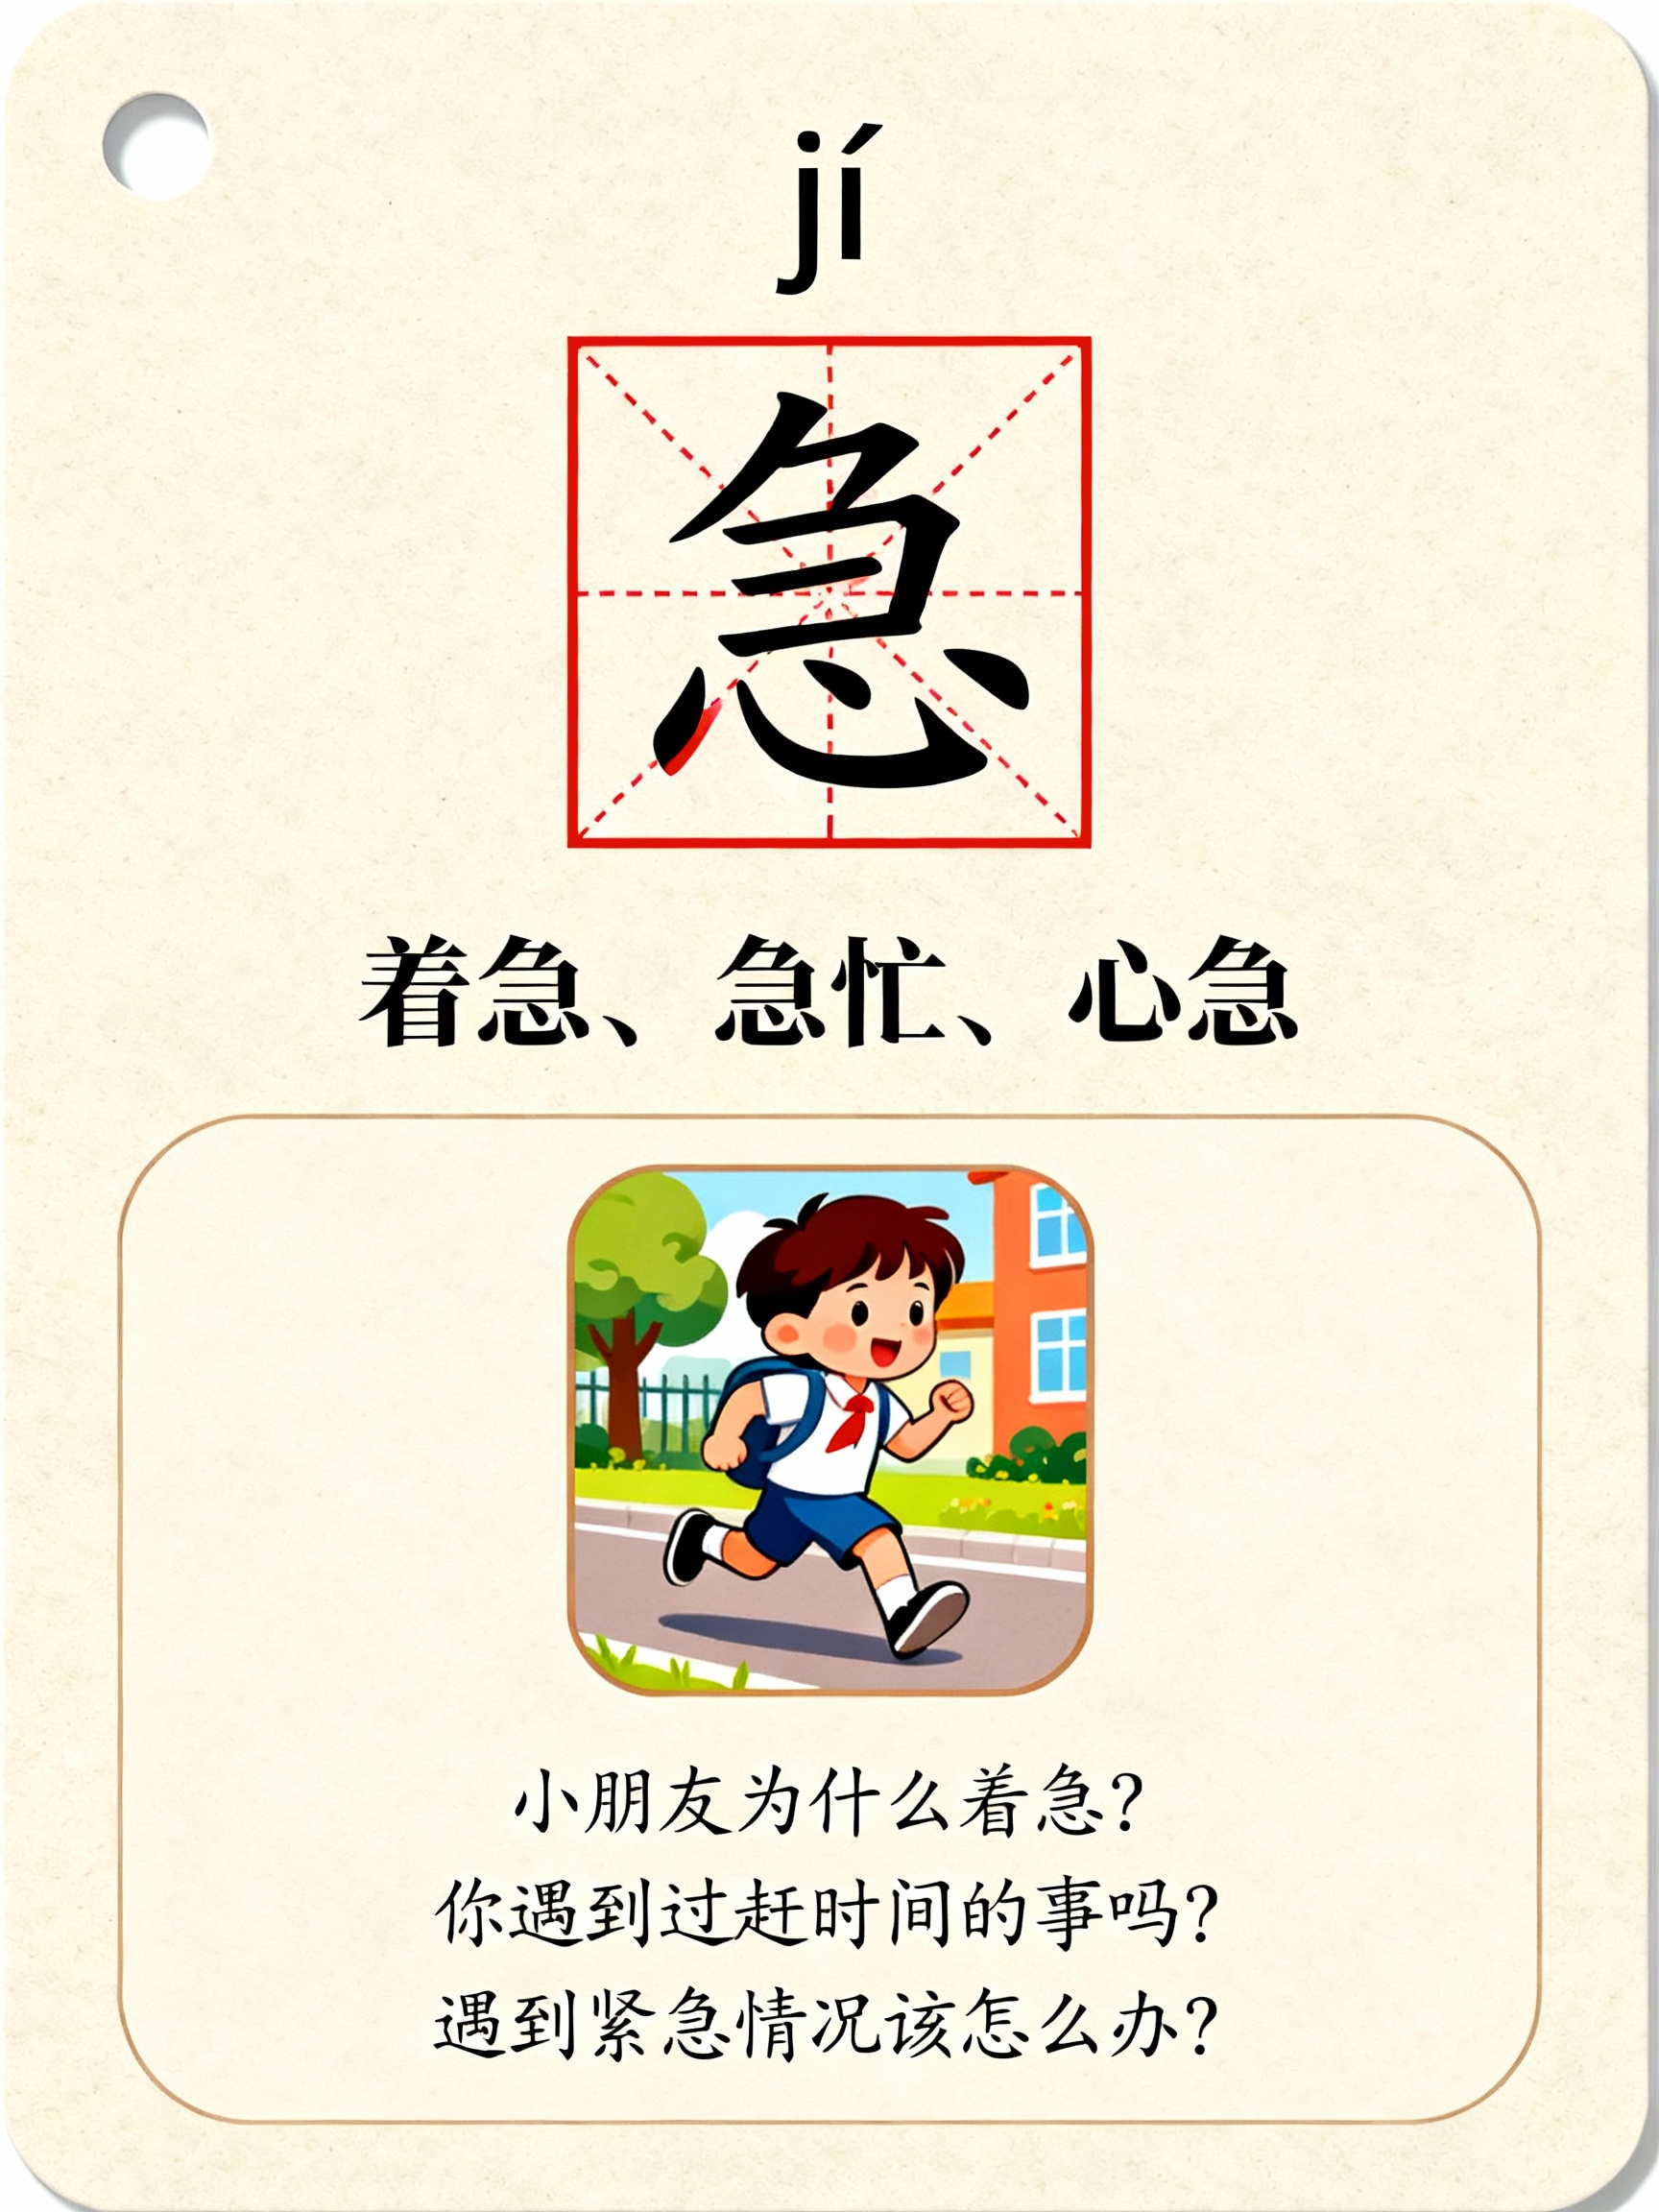 jí
急
着急、急忙、心急
小朋友为什么着急？
你遇到过赶时间的事吗？
遇到紧急情况该怎么办？